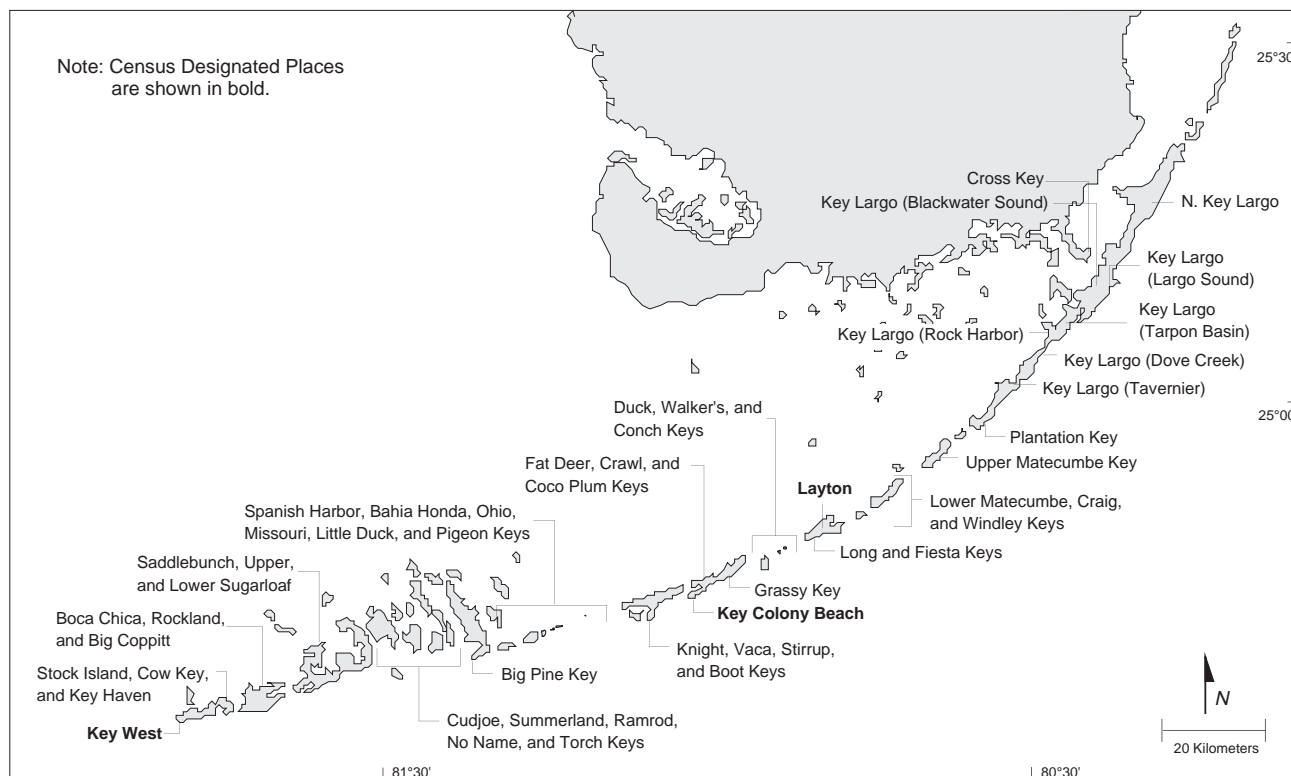 Note: Census Designated Places
are shown in bold.
25°30'
Cross Key
Key Largo (Blackwater Sound)
N. Key Largo
Key Largo
(Largo Sound)
Key Largo
(Tarpon Basin)
Key Largo (Rock Harbor)
Key Largo (Dove Creek)
Key Largo (Tavernier)
25°00'
Duck, Walker's, and
Conch Keys
Plantation Key
Upper Matecumbe Key
Fat Deer, Crawl, and
Coco Plum Keys
Layton
Lower Matecumbe, Craig,
and Windley Keys
Spanish Harbor, Bahia Honda, Ohio,
Missouri, Little Duck, and Pigeon Keys
Long and Fiesta Keys
Saddlebunch, Upper,
and Lower Sugarloaf
Grassy Key
Key Colony Beach
Boca Chica, Rockland,
and Big Coppitt
Knight, Vaca, Stirrup,
and Boot Keys
Stock Island, Cow Key,
and Key Haven
Big Pine Key
Key West
Cudjoe, Summerland, Ramrod,
No Name, and Torch Keys
N
20 Kilometers
81°30'
80°30'